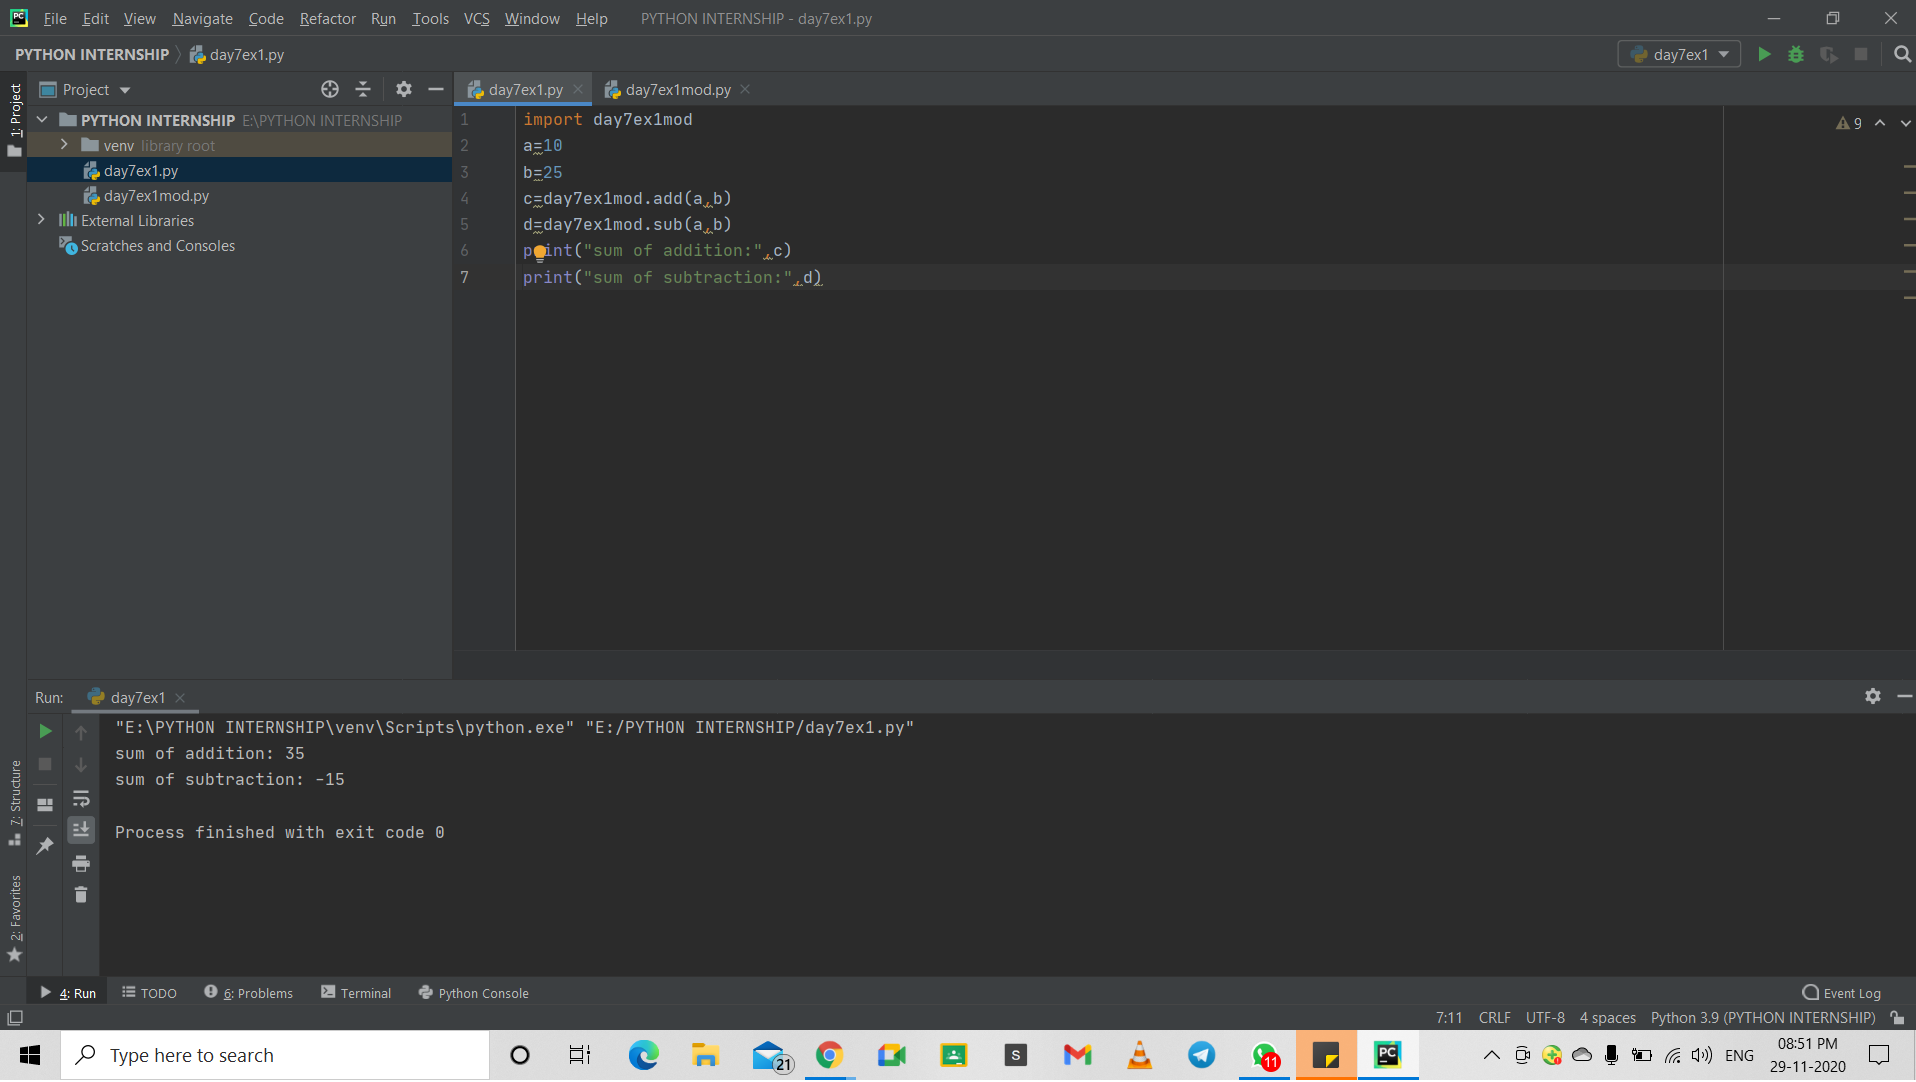 File Edit View Navigate Code Refactor Run Tools VCS Window Help PYTHON INTERNSHIP - day7ex1.py
PYTHON INTERNSHIP day7ex1.py day7ex1
1: Project
Project
day7ex1.py day7ex1mod.py
PYTHON INTERNSHIP E:\PYTHON INTERNSHIP
venv library root
day7ex1.py
day7ex1mod.py
External Libraries
Scratches and Consoles
1 import day7ex1mod
2 a=10
3 b=25
4 c=day7ex1mod.add(a,b)
5 d=day7ex1mod.sub(a,b)
6 print("sum of addition:",c)
7 print("sum of subtraction:",d)
9
Run: day7ex1
"E:\PYTHON INTERNSHIP\venv\Scripts\python.exe" "E:/PYTHON INTERNSHIP/day7ex1.py"
sum of addition: 35
sum of subtraction: -15
Process finished with exit code 0
7: Structure
2: Favorites
4: Run TODO 6: Problems Terminal Python Console Event Log
7:11 CRLF UTF-8 4 spaces Python 3.9 (PYTHON INTERNSHIP)
Type here to search
21
S
11
PC
ENG
08:51 PM
29-11-2020